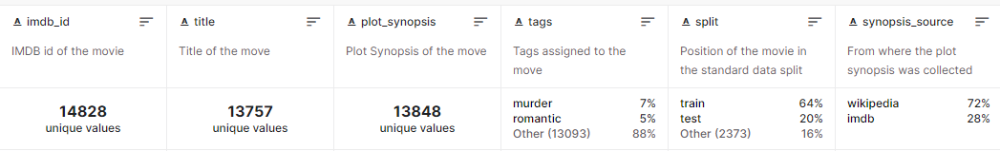 imdb_id
IMDB id of the movie
14828
unique values
title
Title of the move
13757
unique values
plot_synopsis
Plot Synopsis of the move
13848
unique values
tags
Tags assigned to the
move
murder 7%
romantic 5%
Other (13093) 88%
split
Position of the movie in
the standard data split
train 64%
test 20%
Other (2373) 16%
synopsis_source
From where the plot
synopsis was collected
wikipedia 72%
imdb 28%